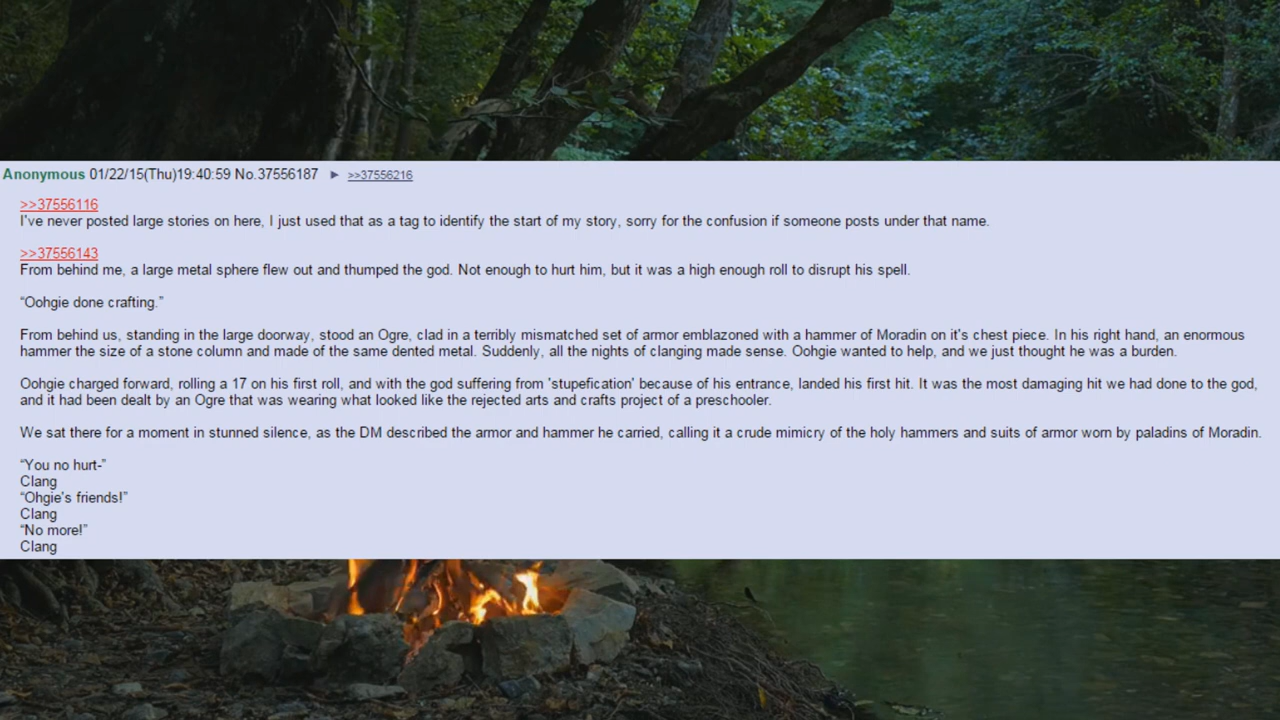 Anonymous 01/22/15(Thu)19:40:59 No.37556187 ► >>37556216
>>37556116
I've never posted large stories on here, I just used that as a tag to identify the start of my story, sorry for the confusion if someone posts under that name.
>>37556143
From behind me, a large metal sphere flew out and thumped the god. Not enough to hurt him, but it was a high enough roll to disrupt his spell.
“Oohgie done crafting.”
From behind us, standing in the large doorway, stood an Ogre, clad in a terribly mismatched set of armor emblazoned with a hammer of Moradin on it's chest piece. In his right hand, an enormous
hammer the size of a stone column and made of the same dented metal. Suddenly, all the nights of clanging made sense. Oohgie wanted to help, and we just thought he was a burden.
Oohgie charged forward, rolling a 17 on his first roll, and with the god suffering from 'stupefication' because of his entrance, landed his first hit. It was the most damaging hit we had done to the god,
and it had been dealt by an Ogre that was wearing what looked like the rejected arts and crafts project of a preschooler.
We sat there for a moment in stunned silence, as the DM described the armor and hammer he carried, calling it a crude mimicry of the holy hammers and suits of armor worn by paladins of Moradin.
“You no hurt-”
Clang
“Ohgie's friends!”
Clang
“No more!”
Clang